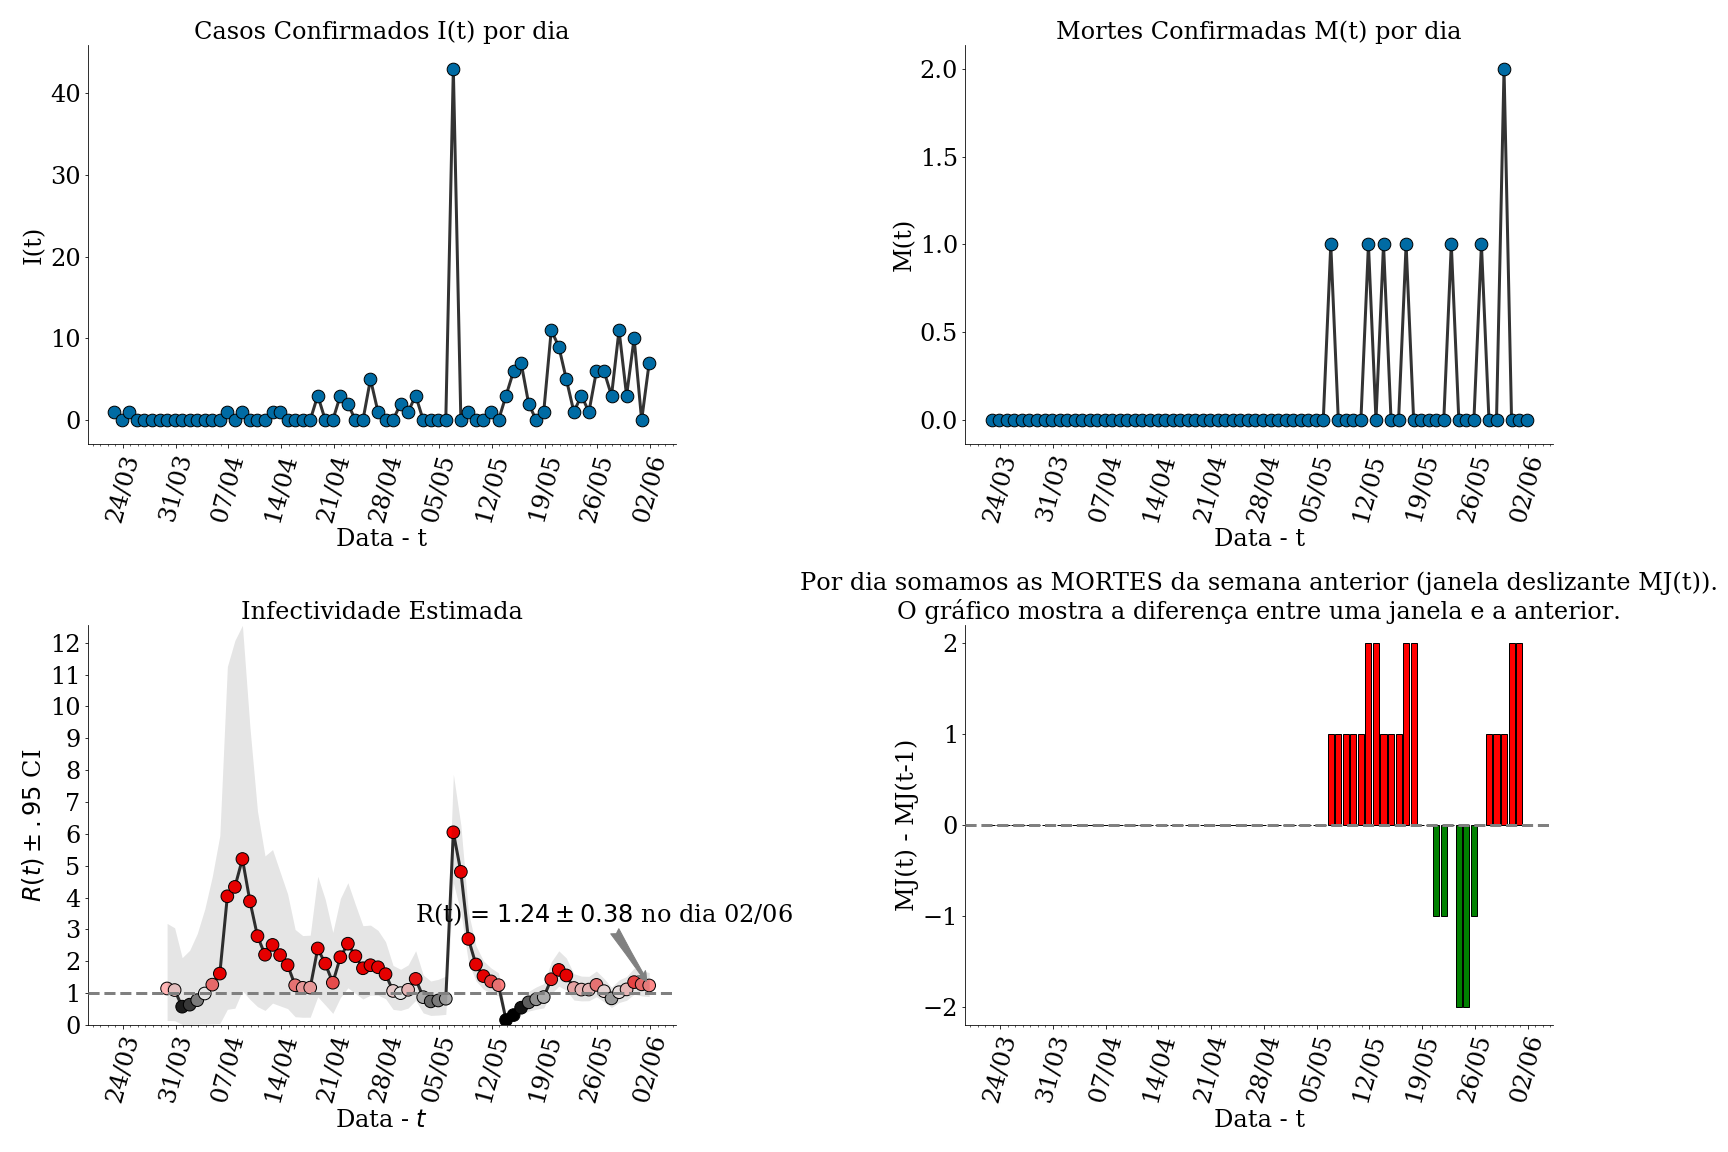 Casos Confirmados I(t) por dia
I(t)
40
30
20
10
0
24/03 31/03 07/04 14/04 21/04 28/04 05/05 12/05 19/05 26/05 02/06
Data - t
Mortes Confirmadas M(t) por dia
M(t)
2.0
1.5
1.0
0.5
0.0
24/03 31/03 07/04 14/04 21/04 28/04 05/05 12/05 19/05 26/05 02/06
Data - t
Infectividade Estimada
R(t) ± .95 CI
12
11
10
9
8
7
6
5
4
3
2
1
0
R(t) = 1.24 ± 0.38 no dia 02/06
24/03 31/03 07/04 14/04 21/04 28/04 05/05 12/05 19/05 26/05 02/06
Data - t
Por dia somamos as MORTES da semana anterior (janela deslizante MJ(t)).
O gráfico mostra a diferença entre uma janela e a anterior.
MJ(t) - MJ(t-1)
2
1
0
−1
−2
24/03 31/03 07/04 14/04 21/04 28/04 05/05 12/05 19/05 26/05 02/06
Data - t